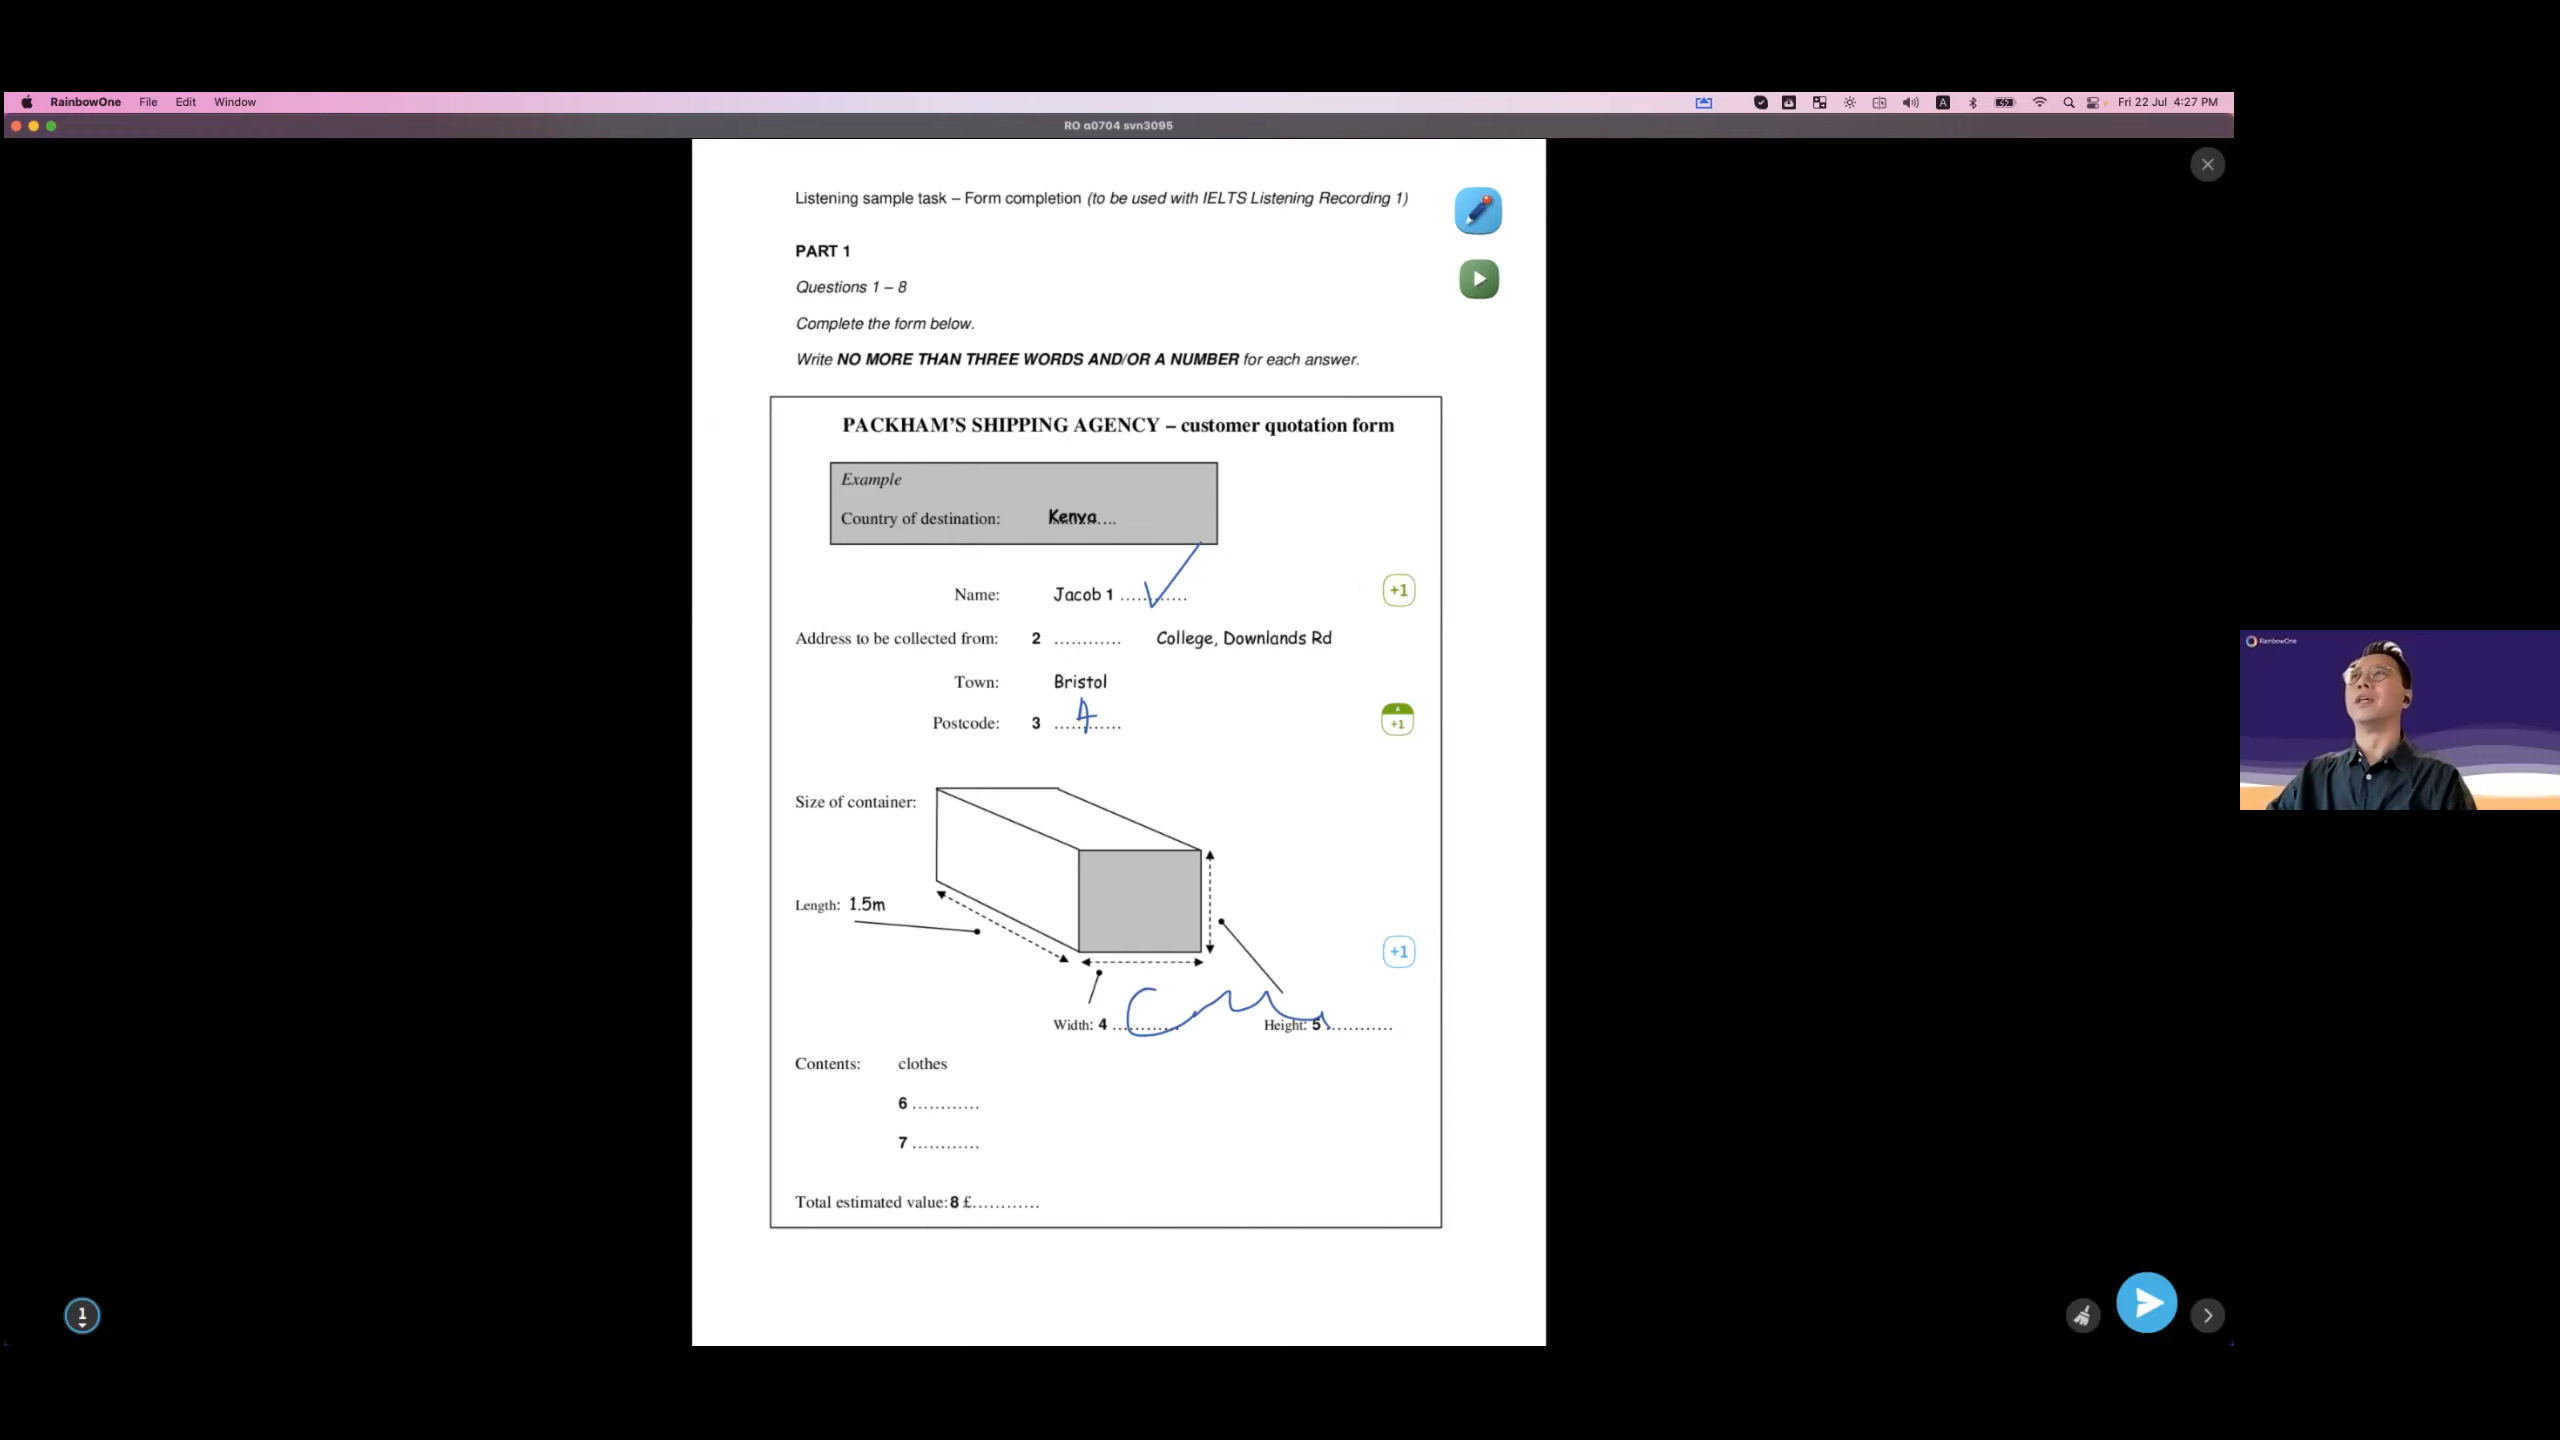 RainbowOne File Edit Window A Fri 22 Jul 4:27 PM
RO a0704 svn3095
Listening sample task – Form completion (to be used with IELTS Listening Recording 1)
PART 1
Questions 1 – 8
Complete the form below.
Write NO MORE THAN THREE WORDS AND/OR A NUMBER for each answer.
PACKHAM'S SHIPPING AGENCY – customer quotation form
Example
Country of destination: Kenya....
Name: Jacob 1 ............
+1
Address to be collected from: 2 ............ College, Downlands Rd
Town: Bristol
Postcode: 3 ............
A
+1
Size of container:
Length: 1.5m
+1
Width: 4 ............ Height: 5 ............
Contents: clothes
6 ............
7 ............
Total estimated value: 8 £............
1
RainbowOne